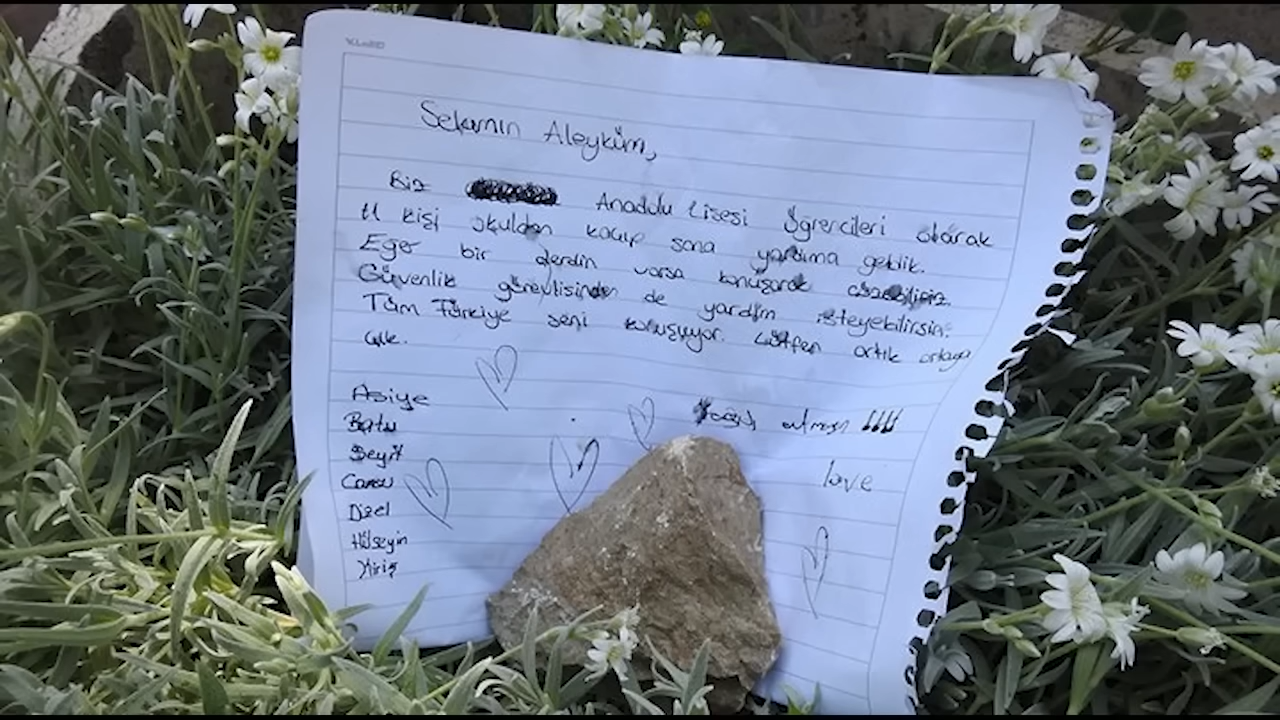 Selamın Aleyküm,
Biz Anadolu Lisesi Öğrencileri olarak
11 kişi okuldan kaçıp sana yardıma geldik.
Eğer bir derdin varsa konuşarak çözebiliriz.
Güvenlik görevlisinden de yardım isteyebilirsin.
Tüm Türkiye seni konuşuyor. Lütfen artık ortaya
çık.
Asiye
Batu
Seyit
Cansu
Dizel
Hüseyin
love